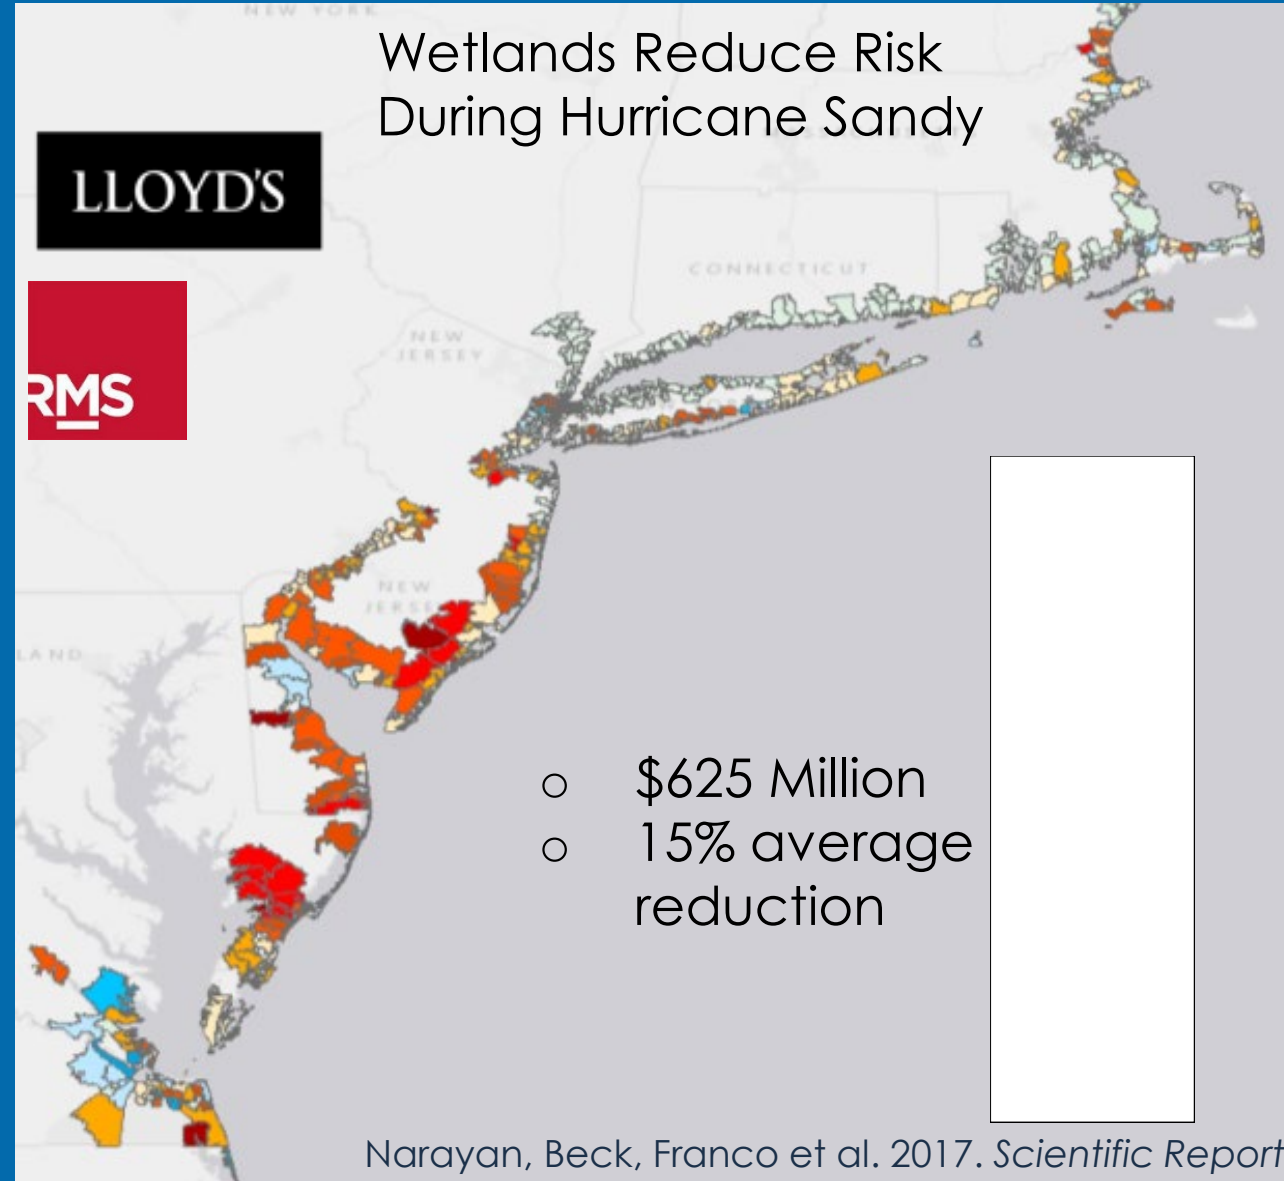 NEW YORK
Wetlands Reduce Risk
During Hurricane Sandy
LLOYD'S
CONNECTICUT
NEW
JERSEY
RMS
NEW
JERSE
LAND
○ $625 Million
○ 15% average
reduction
Narayan, Beck, Franco et al. 2017. Scientific Report